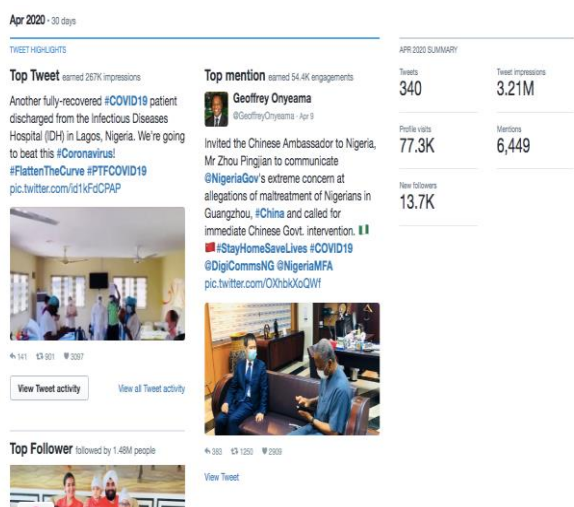 Apr 2020 · 30 days
TWEET HIGHLIGHTS
Top Tweet earned 267K impressions
Another fully-recovered #COVID19 patient
discharged from the Infectious Diseases
Hospital (IDH) in Lagos, Nigeria. We're going
to beat this #Coronavirus!
#FlattenTheCurve #PTFCOVID19
pic.twitter.com/id1kFdCPAP
141 901 3097
View Tweet activity
View all Tweet activity
Top Follower followed by 1.48M people
Top mention earned 54.4K engagements
Geoffrey Onyeama
@GeoffreyOnyeama · Apr 9
Invited the Chinese Ambassador to Nigeria,
Mr Zhou Pingjian to communicate
@NigeriaGov's extreme concern at
allegations of maltreatment of Nigerians in
Guangzhou, #China and called for
immediate Chinese Govt. intervention.
#StayHomeSaveLives #COVID19
@DigiCommsNG @NigeriaMFA
pic.twitter.com/OXhbkXoQWf
383 1253 2909
View Tweet
APR 2020 SUMMARY
Tweets
340
Tweet impressions
3.21M
Profile visits
77.3K
Mentions
6,449
New followers
13.7K